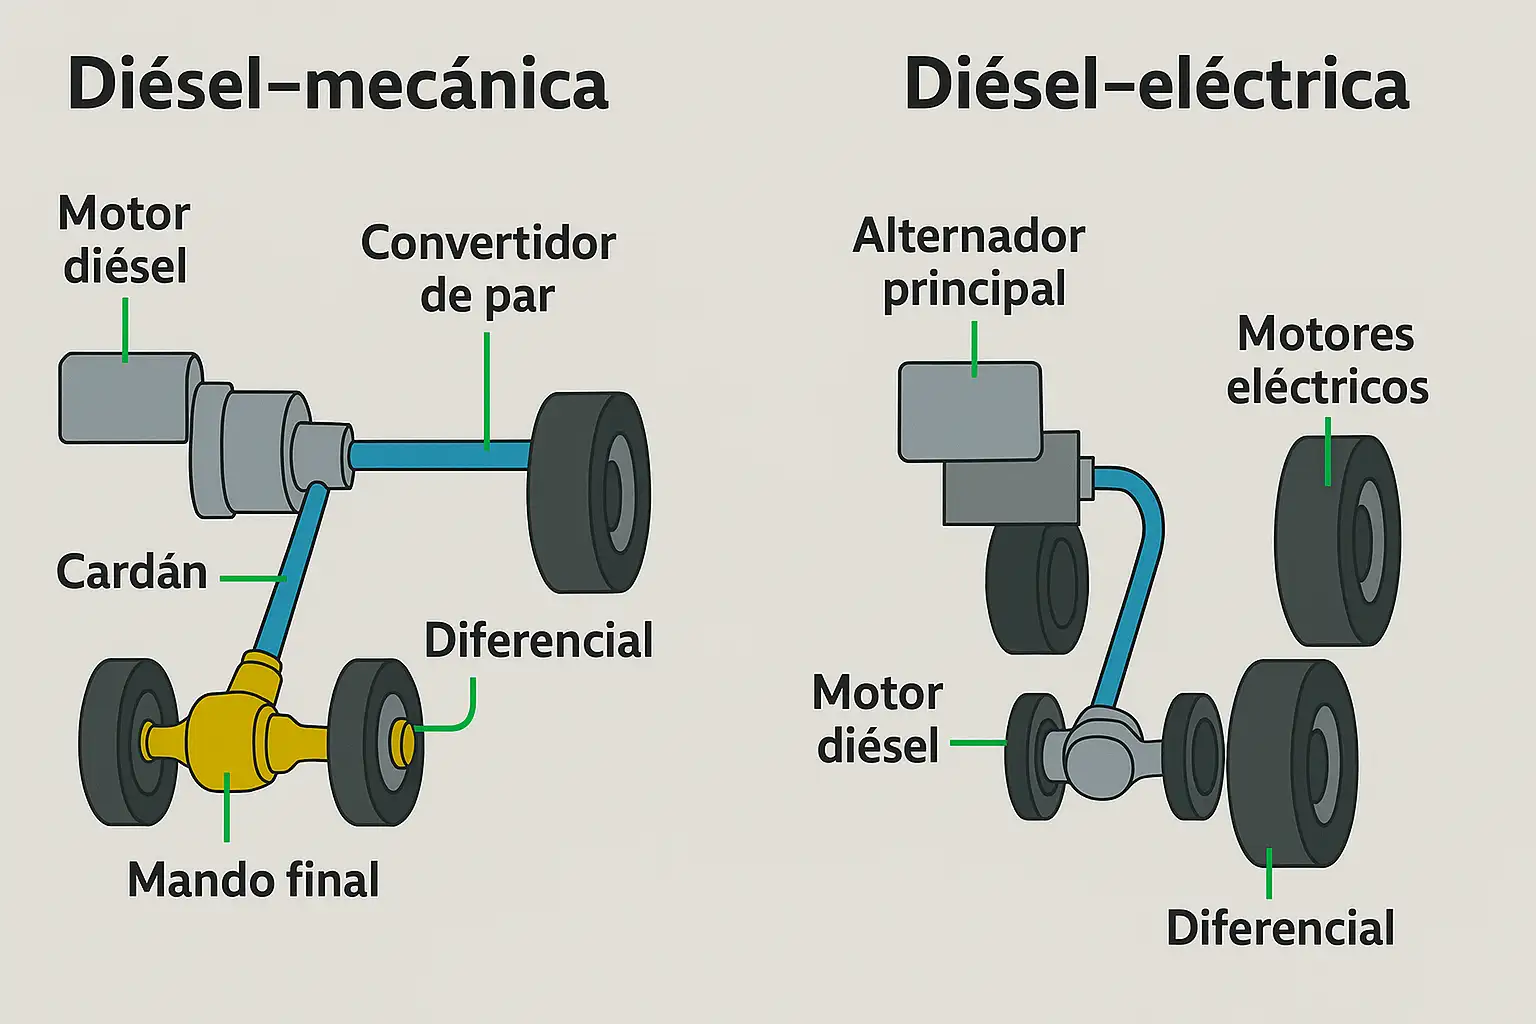 Diésel–mecánica
Motor
diésel
Convertidor
de par
Cardán
Diferencial
Mando final
Diésel–eléctrica
Alternador
principal
Motores
eléctricos
Motor
diésel
Diferencial